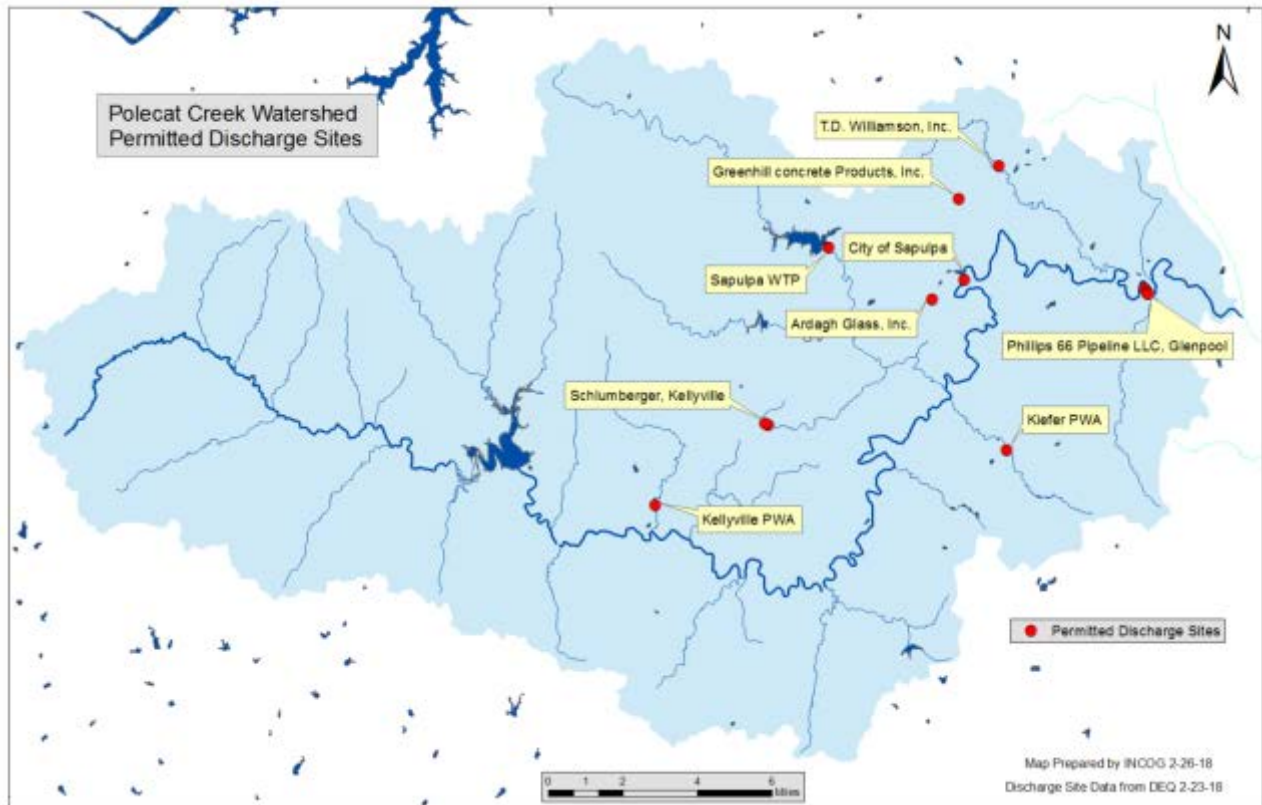 N
Polecat Creek Watershed
Permitted Discharge Sites
T.D. Williamson, Inc.
Greenhill concrete Products, Inc.
City of Sapulpa
Sapulpa WTP
Ardagh Glass, Inc.
Phillips 66 Pipeline LLC, Glenpool
Schlumberger, Kellyville
Kiefer PWA
Kellyville PWA
Permitted Discharge Sites
0 1 2 4 6
Miles
Map Prepared by INCOG 2-26-18
Discharge Site Data from DEQ 2-23-18